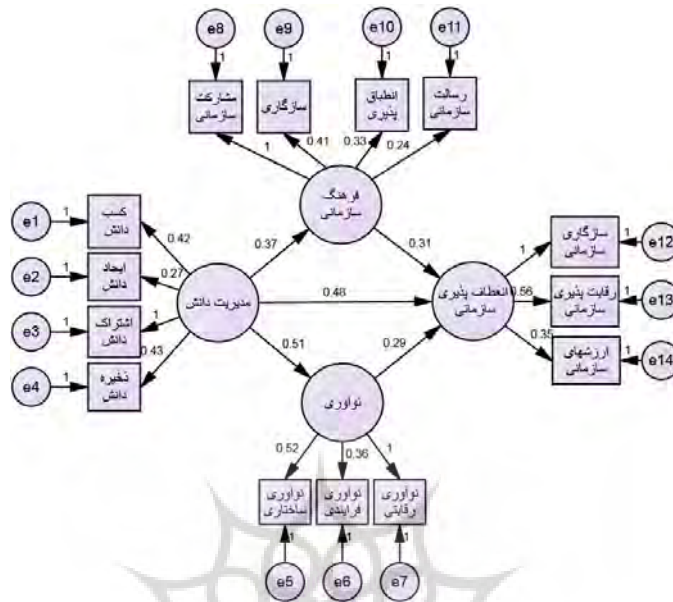 e8
e9
e10
e11
1
1
1
1
مشارکت
سازمانی
سازگاری
انطباق
پذیری
رسالت
سازمانی
1
0.41
0.33
0.24
فرهنگ
سازمانی
e1
1
کسب
دانش
0.42
e2
1
ایجاد
دانش
0.27
e3
1
اشتراک
دانش
1
e4
1
ذخیره
دانش
0.43
مدیریت دانش
0.37
0.48
0.51
0.31
0.29
انعطاف پذیری
سازمانی
1
0.56
0.35
سازگاری
سازمانی
1
e12
رقابت پذیری
سازمانی
1
e13
ارزشهای
سازمانی
1
e14
نوآوری
0.52
0.36
1
نوآوری
ساختاری
نوآوری
فرایندی
نوآوری
رقابتی
1
1
1
e5
e6
e7